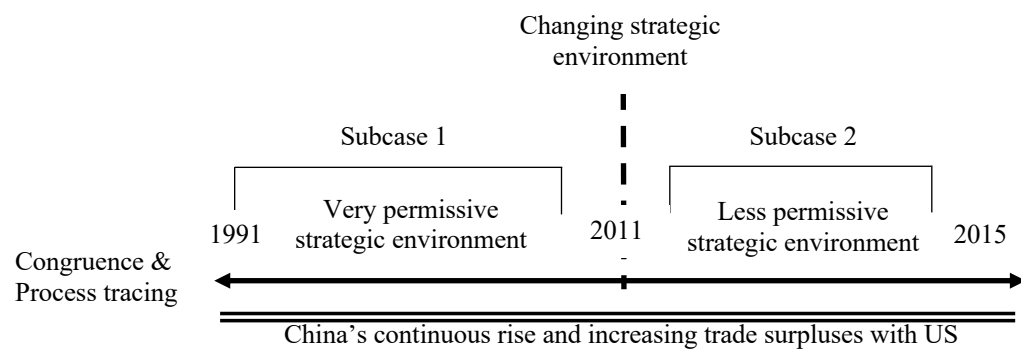 Changing strategic
environment
Subcase 1
Subcase 2
Very permissive
strategic environment
Less permissive
strategic environment
1991
2011
2015
Congruence &
Process tracing
China’s continuous rise and increasing trade surpluses with US